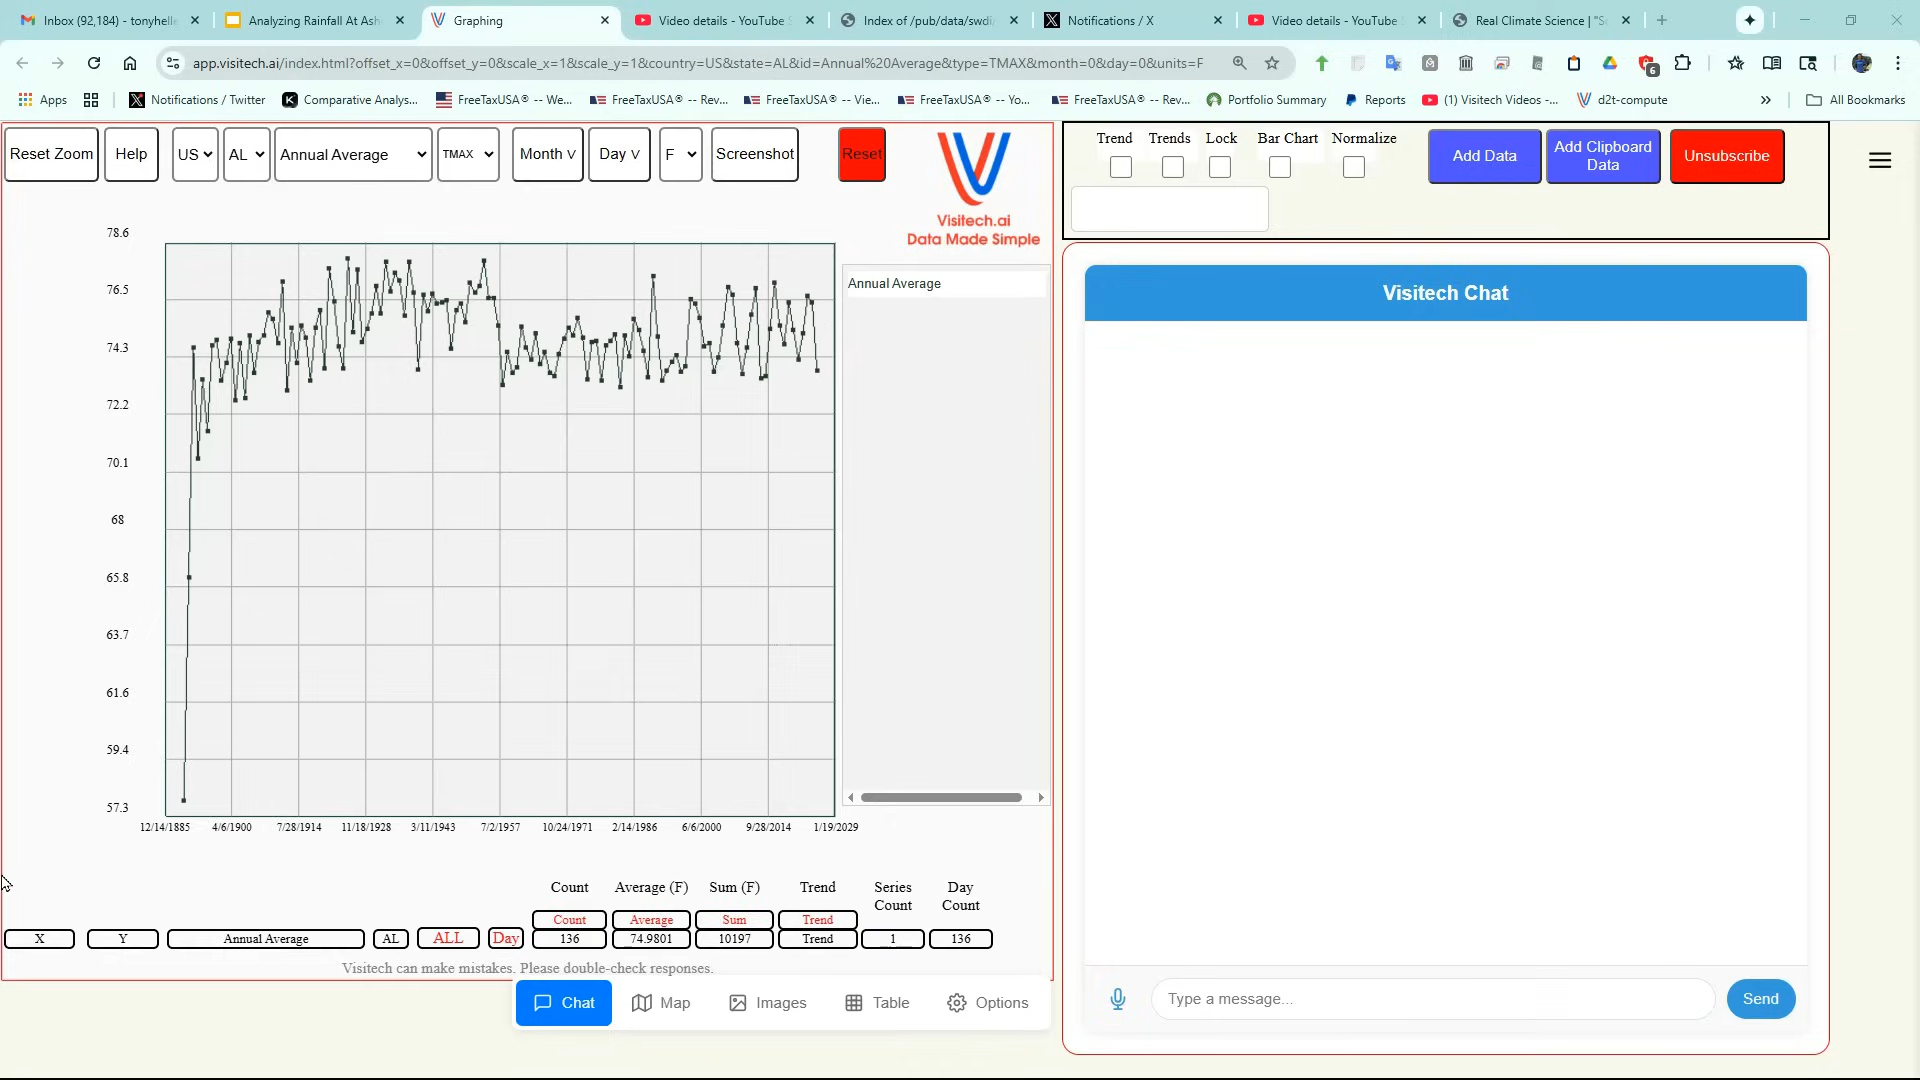 Inbox (92,184) - tonyhelle
Analyzing Rainfall At Ash
Graphing
Video details - YouTube S
Index of /pub/data/swdi
Notifications / X
Video details - YouTube
Real Climate Science | "S
app.visitech.ai/index.html?offset_x=0&offset_y=0&scale_x=1&scale_y=1&country=US&state=AL&id=Annual%20Average&type=TMAX&month=0&day=0&units=F
6
Apps
Notifications / Twitter
Comparative Analys...
FreeTaxUSA® -- We...
FreeTaxUSA® -- Rev...
FreeTaxUSA® -- Vie...
FreeTaxUSA® -- Yo...
FreeTaxUSA® -- Rev...
Portfolio Summary
Reports
(1) Visitech Videos -...
d2t-compute
»
All Bookmarks
Reset Zoom
Help
US
AL
Annual Average
TMAX
Month V
Day V
F
Screenshot
Reset
Visitech.ai
Data Made Simple
Trend
Trends
Lock
Bar Chart
Normalize
Add Data
Add Clipboard
Data
Unsubscribe
78.6
76.5
74.3
72.2
70.1
68
65.8
63.7
61.6
59.4
57.3
12/14/1885
4/6/1900
7/28/1914
11/18/1928
3/11/1943
7/2/1957
10/24/1971
2/14/1986
6/6/2000
9/28/2014
1/19/2029
Annual Average
Visitech Chat
Count
Average (F)
Sum (F)
Trend
Series
Count
Day
Count
Count
Average
Sum
Trend
X
Y
Annual Average
AL
ALL
Day
136
74.9801
10197
Trend
1
136
Visitech can make mistakes. Please double-check responses.
Chat
Map
Images
Table
Options
Type a message...
Send